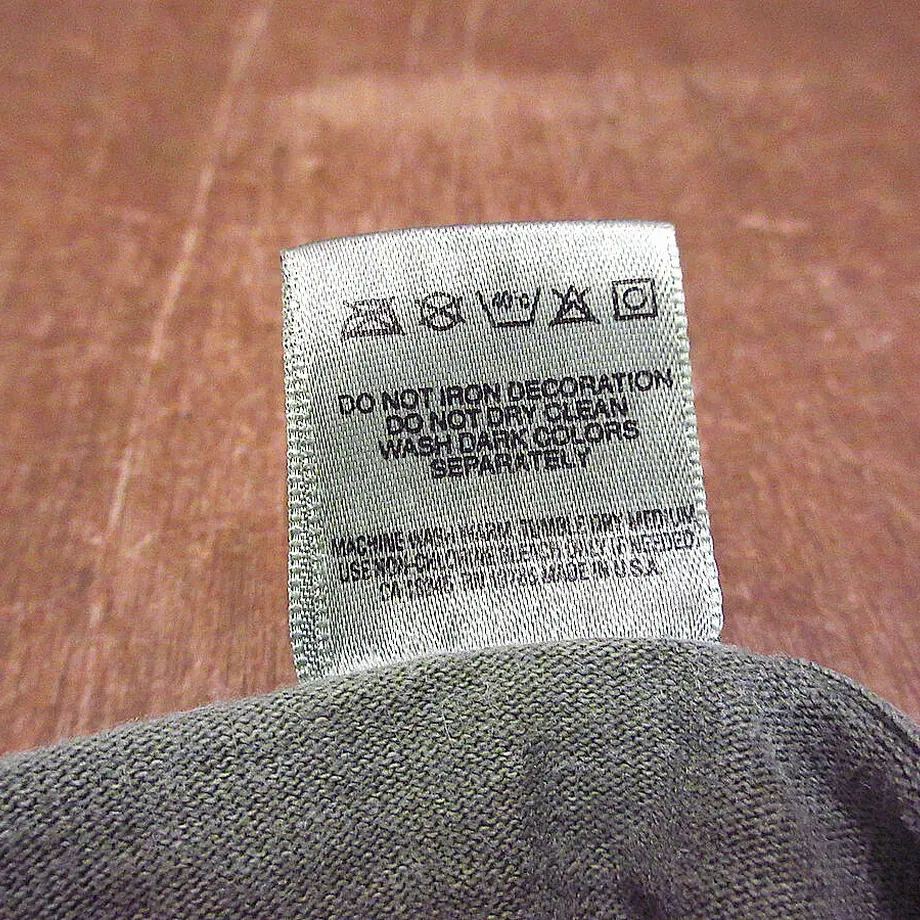 40°C
DO NOT IRON DECORATION
DO NOT DRY CLEAN
WASH DARK COLORS
SEPARATELY
MACHINE WASH WARM, TUMBLE DRY MEDIUM
USE NON-CHLORINE BLEACH ONLY IF NEEDED.
MADE IN U.S.A.